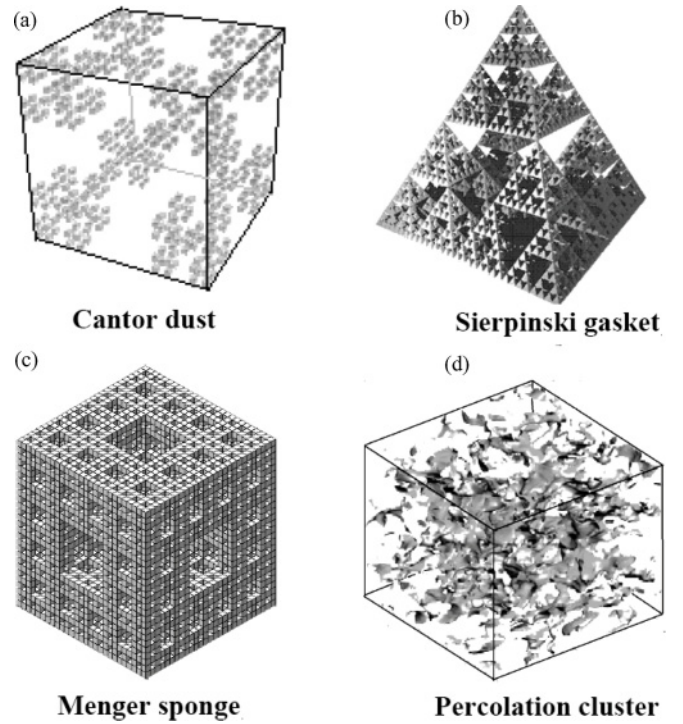 (a)
(b)
Cantor dust
Sierpinski gasket
(c)
(d)
Menger sponge
Percolation cluster